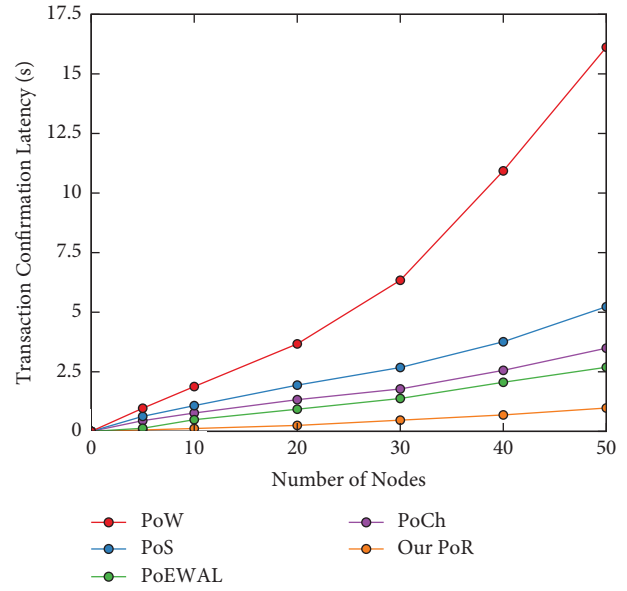 17.5
15
12.5
10
7.5
5
2.5
0
0 10 20 30 40 50
Transaction Confirmation Latency (s)
Number of Nodes
PoW
PoS
PoEWAL
PoCh
Our PoR